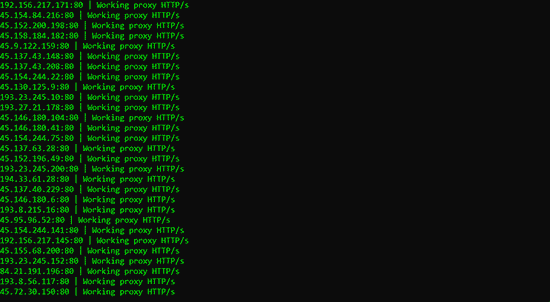 192.156.217.171:80 | Working proxy HTTP/s
45.154.84.216:80 | Working proxy HTTP/s
45.152.200.198:80 | Working proxy HTTP/s
45.158.184.182:80 | Working proxy HTTP/s
45.9.122.159:80 | Working proxy HTTP/s
45.137.43.148:80 | Working proxy HTTP/s
45.137.43.208:80 | Working proxy HTTP/s
45.154.244.22:80 | Working proxy HTTP/s
45.130.125.9:80 | Working proxy HTTP/s
193.23.245.10:80 | Working proxy HTTP/s
193.27.21.178:80 | Working proxy HTTP/s
45.146.180.104:80 | Working proxy HTTP/s
45.146.180.41:80 | Working proxy HTTP/s
45.154.244.75:80 | Working proxy HTTP/s
45.137.63.28:80 | Working proxy HTTP/s
45.152.196.49:80 | Working proxy HTTP/s
193.23.245.200:80 | Working proxy HTTP/s
194.33.61.28:80 | Working proxy HTTP/s
45.137.40.229:80 | Working proxy HTTP/s
45.146.180.6:80 | Working proxy HTTP/s
193.8.215.16:80 | Working proxy HTTP/s
45.95.96.52:80 | Working proxy HTTP/s
45.154.244.141:80 | Working proxy HTTP/s
192.156.217.145:80 | Working proxy HTTP/s
45.155.68.200:80 | Working proxy HTTP/s
193.23.245.152:80 | Working proxy HTTP/s
84.21.191.196:80 | Working proxy HTTP/s
193.8.56.117:80 | Working proxy HTTP/s
45.72.30.150:80 | Working proxy HTTP/s